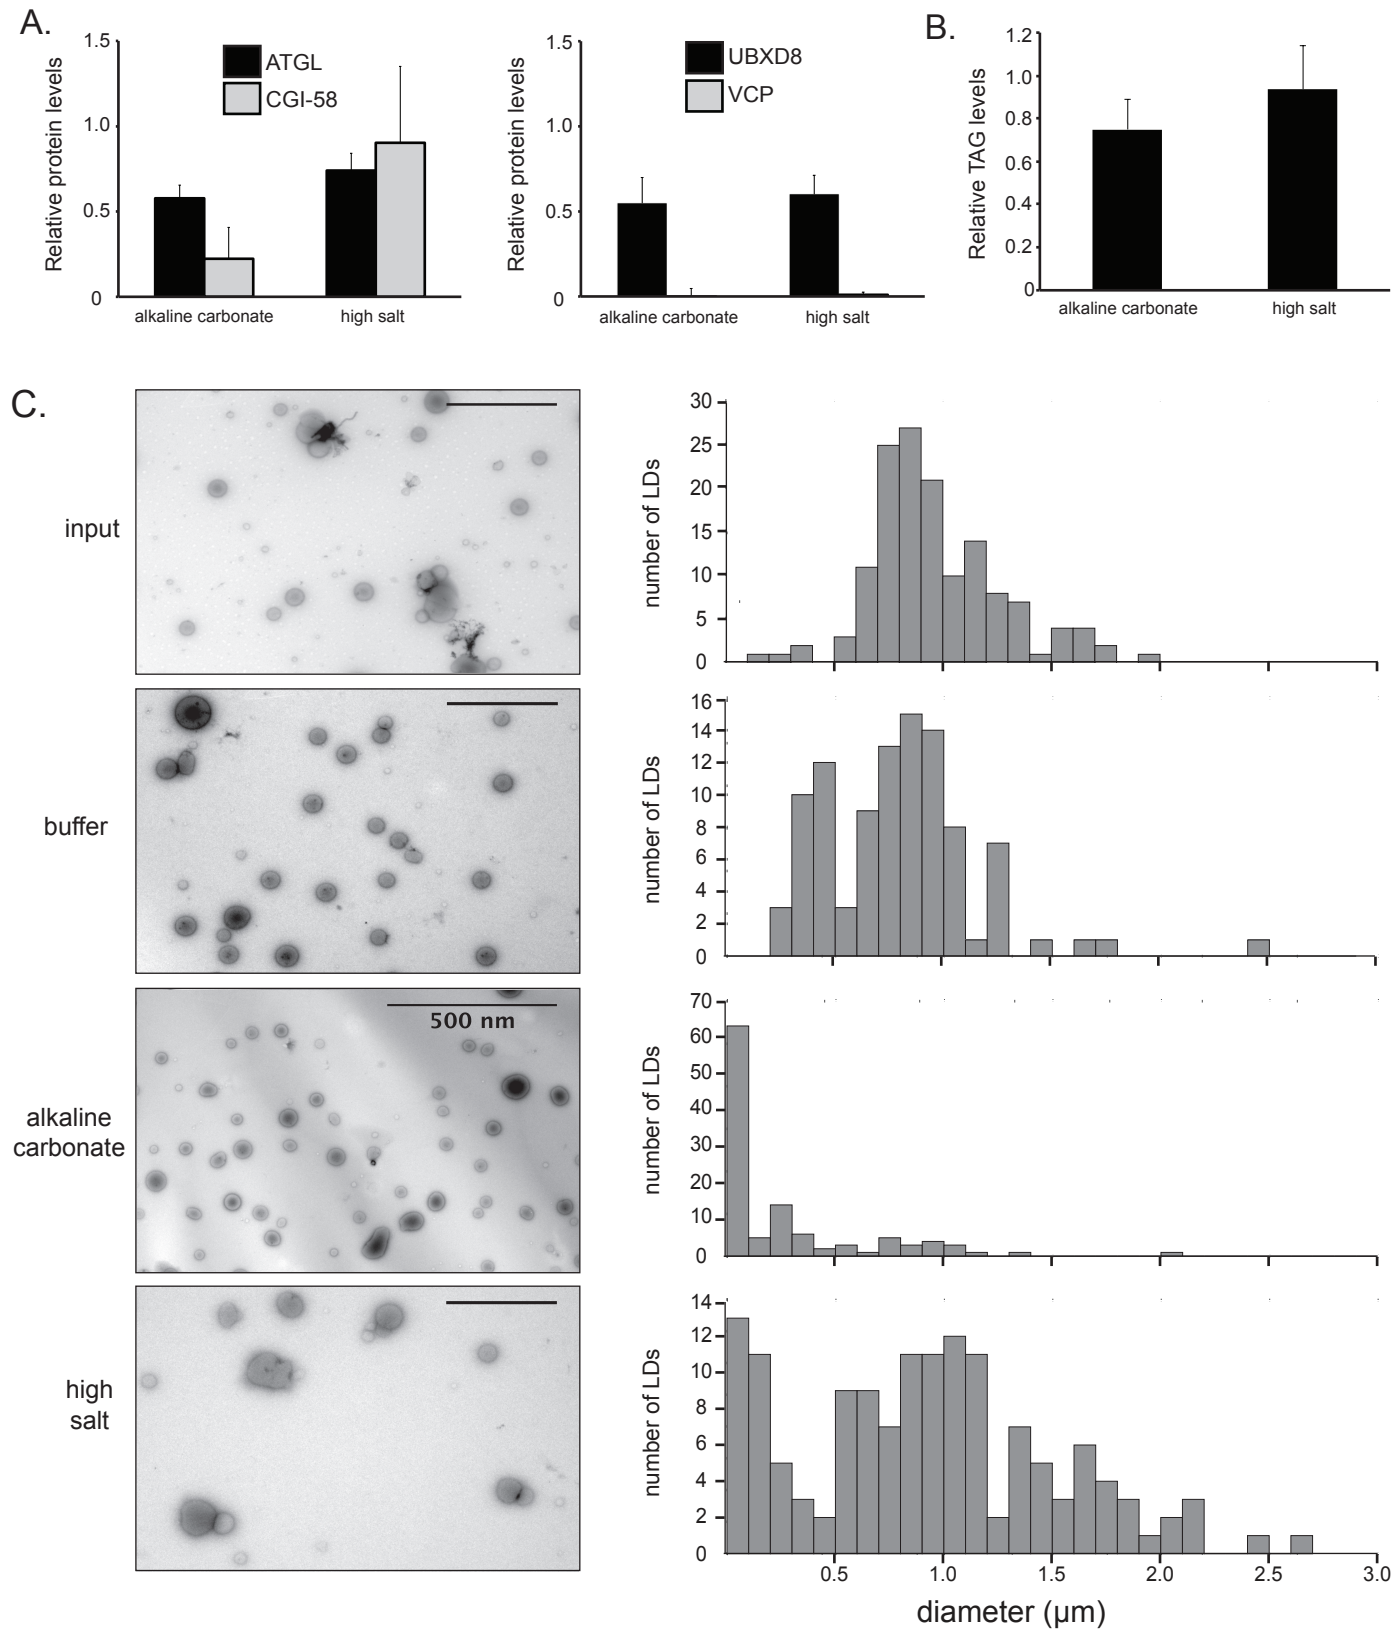 A.
1.5
1.0
0.5
0
Relative protein levels
ATGL
CGI-58
alkaline carbonate
high salt
1.5
1.0
0.5
0
Relative protein levels
UBXD8
VCP
alkaline carbonate
high salt
B.
1.2
1.0
0.8
0.6
0.4
0.2
0
Relative TAG levels
alkaline carbonate
high salt
C.
input
30
25
20
15
10
5
0
number of LDs
buffer
16
14
12
10
8
6
4
2
0
number of LDs
alkaline
carbonate
500 nm
70
60
50
40
30
20
10
0
number of LDs
high
salt
14
12
10
8
6
4
2
0
number of LDs
0.5 1.0 1.5 2.0 2.5 3.0
diameter (µm)